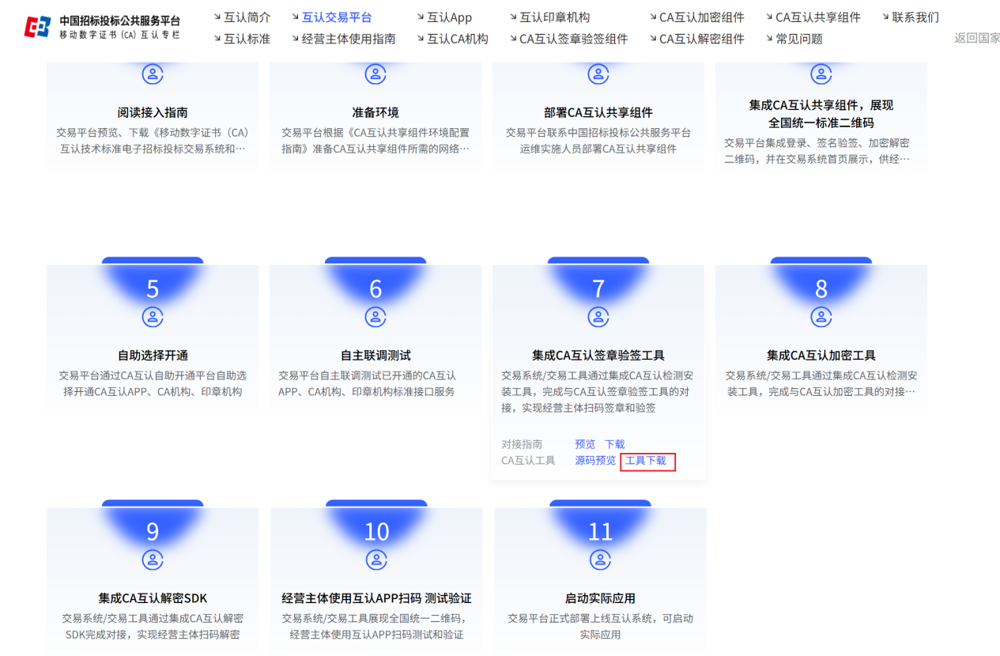 中国招标投标公共服务平台
移动数字证书(CA)互认专栏
互认简介 互认交易平台 互认App 互认印章机构 CA互认加密组件 CA互认共享组件 联系我们
互认标准 经营主体使用指南 互认CA机构 CA互认签章验签组件 CA互认解密组件 常见问题
返回国家
阅读接入指南
交易平台预览、下载《移动数字证书（CA）
互认技术标准电子招标投标交易系统和…
准备环境
交易平台根据《CA互认共享组件环境配置
指南》准备CA互认共享组件所需的网络…
部署CA互认共享组件
交易平台联系中国招标投标公共服务平台
运维实施人员部署CA互认共享组件
集成CA互认共享组件，展现
全国统一标准二维码
交易平台集成登录、签名验签、加密解密
二维码，并在交易系统首页展示，供经…
5
自助选择开通
交易平台通过CA互认自助开通平台自助选
择开通CA互认APP、CA机构、印章机构
6
自主联调测试
交易平台自主联调测试已开通的CA互认
APP、CA机构、印章机构标准接口服务
7
集成CA互认签章验签工具
交易系统/交易工具通过集成CA互认检测安
装工具，完成与CA互认签章验签工具的对
接，实现经营主体扫码签章和验签
对接指南 预览 下载
CA互认工具 源码预览 工具下载
8
集成CA互认加密工具
交易系统/交易工具通过集成CA互认检测安
装工具，完成与CA互认加密工具的对接…
9
集成CA互认解密SDK
交易系统/交易工具通过集成CA互认解密
SDK完成对接，实现经营主体扫码解密
10
经营主体使用互认APP扫码 测试验证
交易系统/交易工具展现全国统一二维码，
经营主体使用互认APP扫码测试和验证
11
启动实际应用
交易平台正式部署上线互认系统，可启动
实际应用